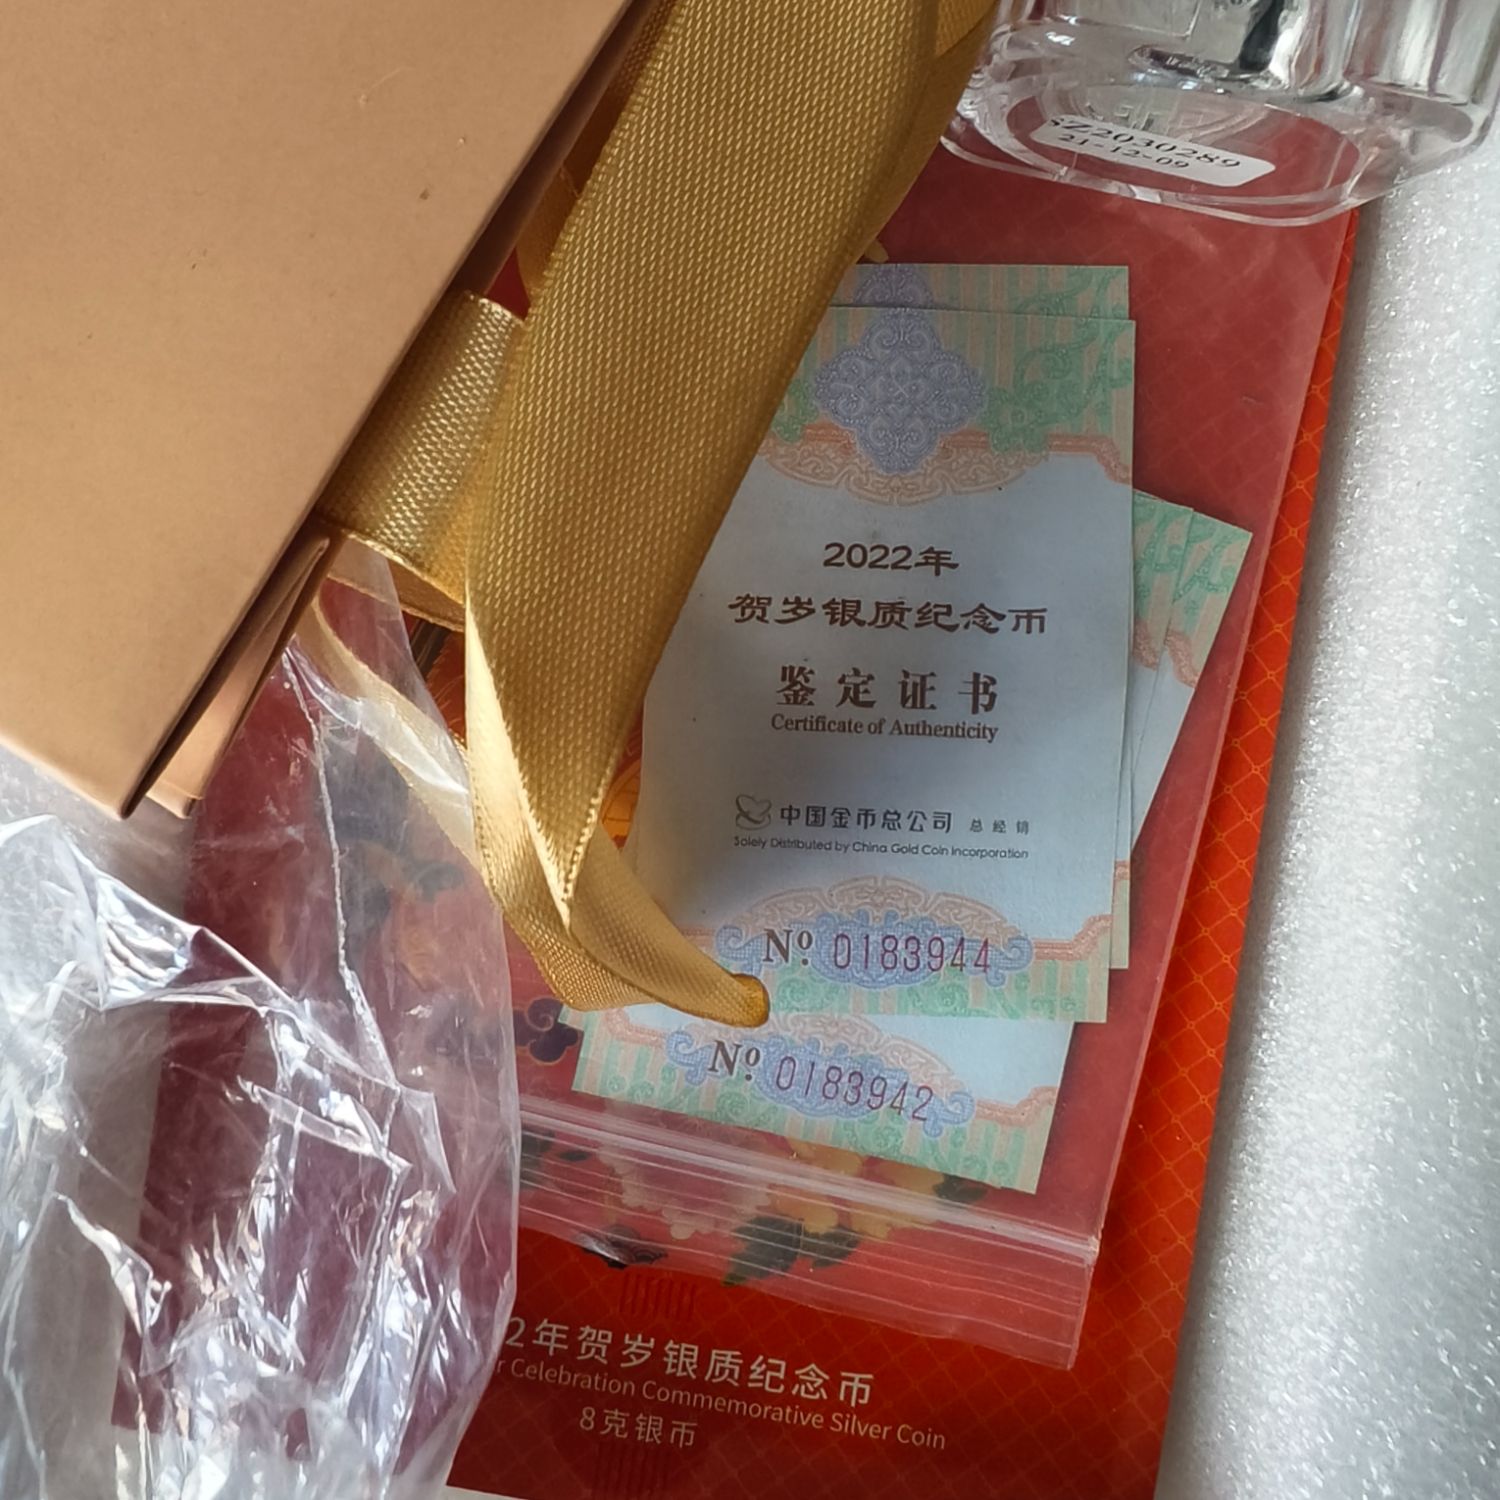 SZ2030289
21-12-09
2022年
贺岁银质纪念币
鉴定证书
Certificate of Authenticity
中国金币总公司 总经销
Solely Distributed by China Gold Coin Incorporation
Nº 0183944
Nº 0183942
2年贺岁银质纪念币
r Celebration Commemorative Silver Coin
8克银币